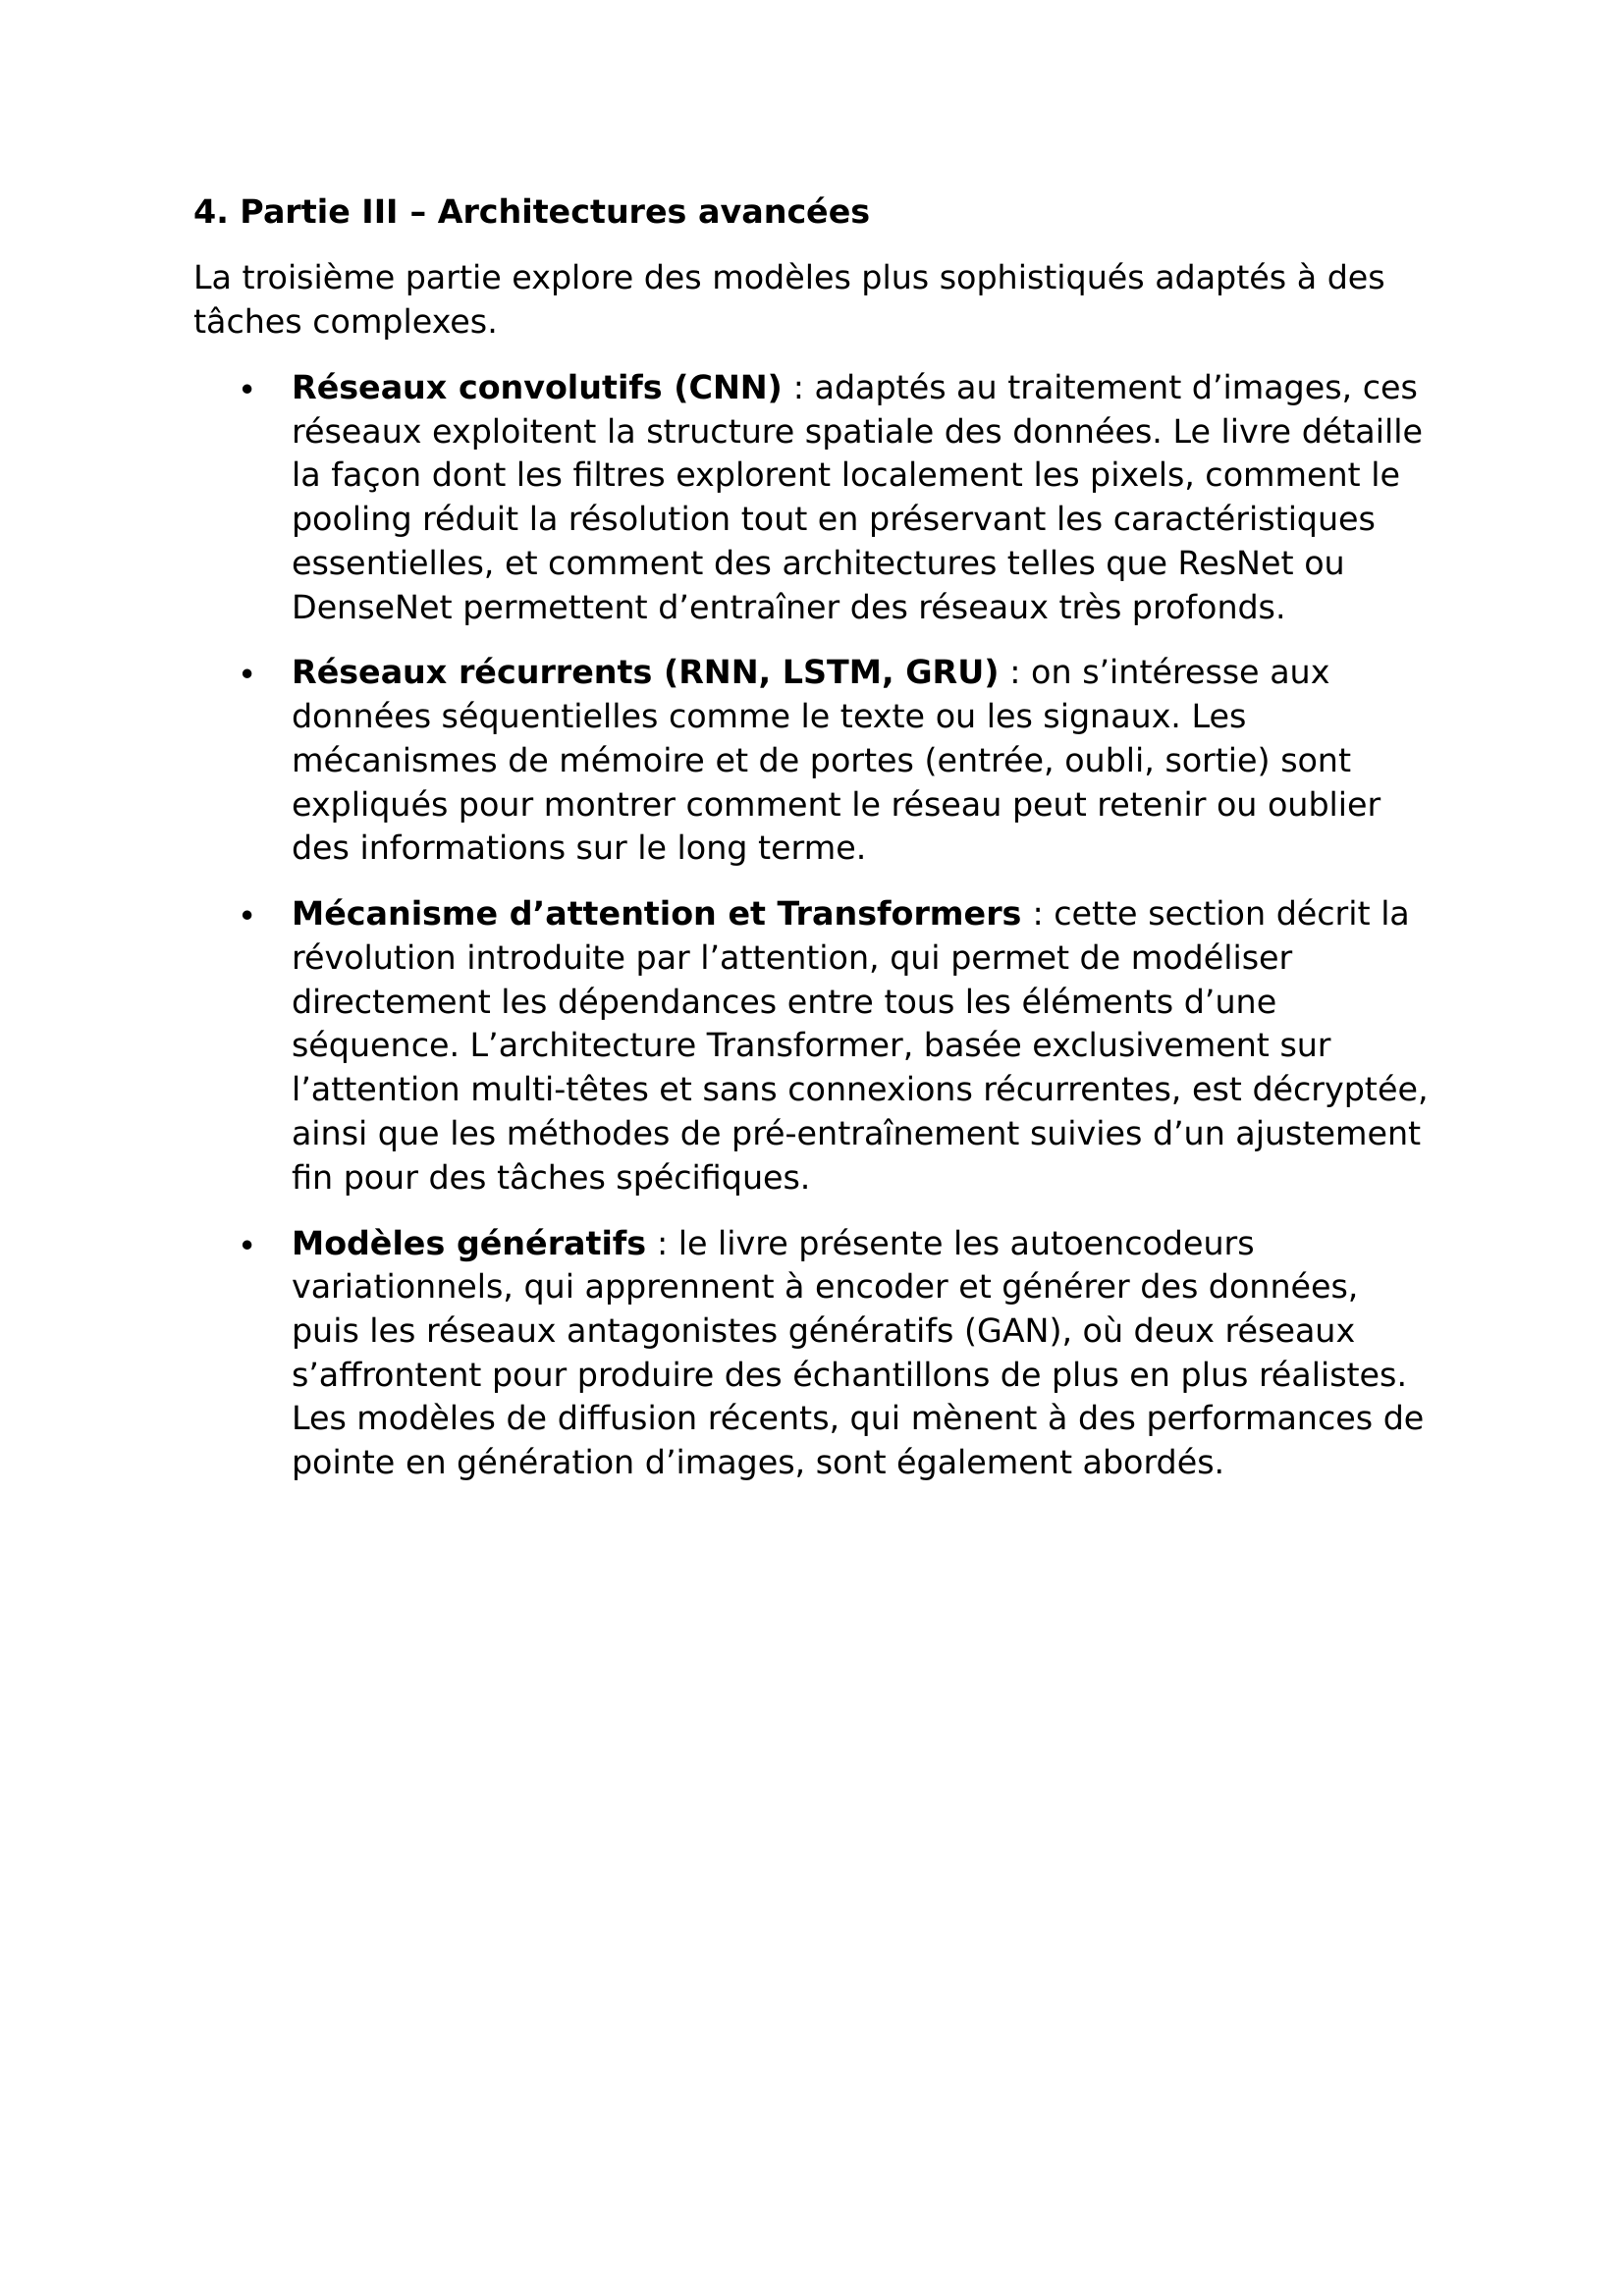 4. Partie III – Architectures avancées
La troisième partie explore des modèles plus sophistiqués adaptés à des
tâches complexes.
• Réseaux convolutifs (CNN) : adaptés au traitement d’images, ces
réseaux exploitent la structure spatiale des données. Le livre détaille
la façon dont les filtres explorent localement les pixels, comment le
pooling réduit la résolution tout en préservant les caractéristiques
essentielles, et comment des architectures telles que ResNet ou
DenseNet permettent d’entraîner des réseaux très profonds.
• Réseaux récurrents (RNN, LSTM, GRU) : on s’intéresse aux
données séquentielles comme le texte ou les signaux. Les
mécanismes de mémoire et de portes (entrée, oubli, sortie) sont
expliqués pour montrer comment le réseau peut retenir ou oublier
des informations sur le long terme.
• Mécanisme d’attention et Transformers : cette section décrit la
révolution introduite par l’attention, qui permet de modéliser
directement les dépendances entre tous les éléments d’une
séquence. L’architecture Transformer, basée exclusivement sur
l’attention multi-têtes et sans connexions récurrentes, est décryptée,
ainsi que les méthodes de pré-entraînement suivies d’un ajustement
fin pour des tâches spécifiques.
• Modèles génératifs : le livre présente les autoencodeurs
variationnels, qui apprennent à encoder et générer des données,
puis les réseaux antagonistes génératifs (GAN), où deux réseaux
s’affrontent pour produire des échantillons de plus en plus réalistes.
Les modèles de diffusion récents, qui mènent à des performances de
pointe en génération d’images, sont également abordés.